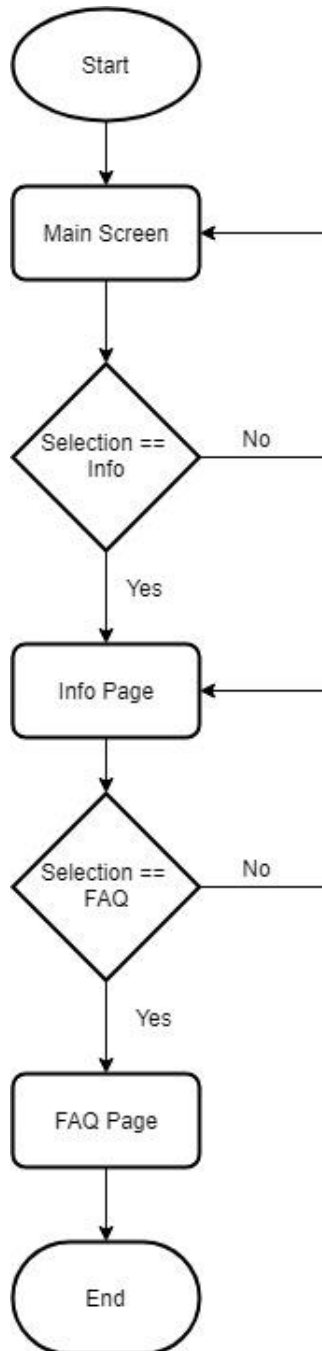 Start
Main Screen
Selection ==
Info
No
Yes
Info Page
Selection ==
FAQ
No
Yes
FAQ Page
End